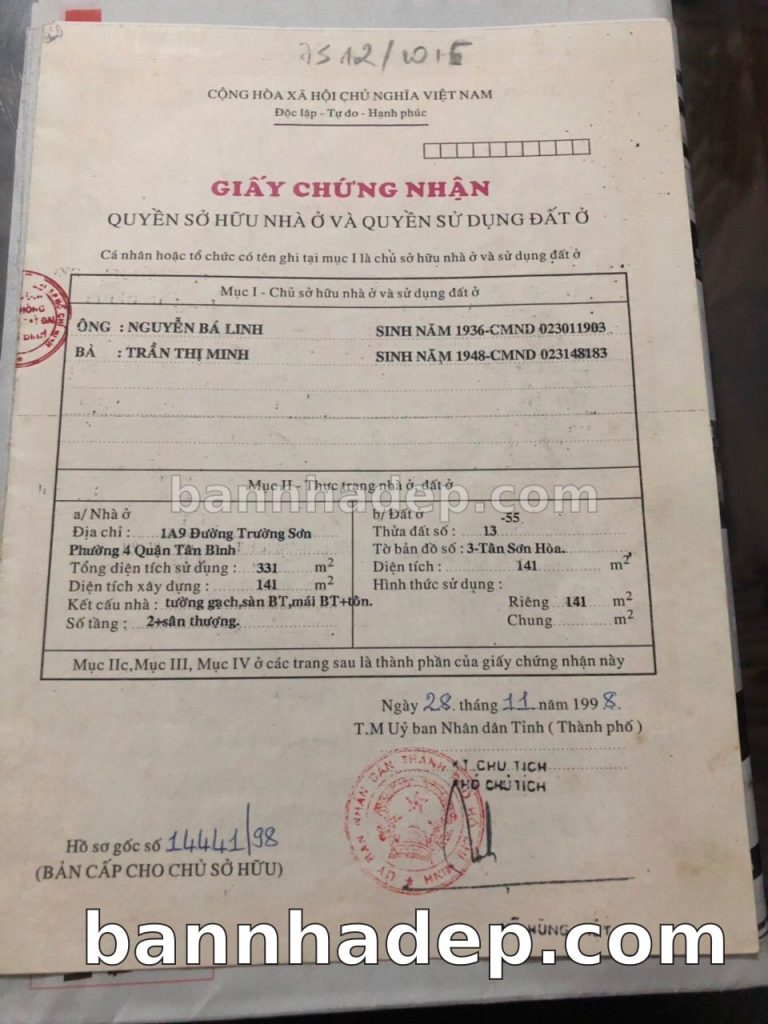 CỘNG HÒA XÃ HỘI CHỦ NGHĨA VIỆT NAM
Độc lập - Tự do - Hạnh phúc
GIẤY CHỨNG NHẬN
QUYỀN SỞ HỮU NHÀ Ở VÀ QUYỀN SỬ DỤNG ĐẤT Ở
Cá nhân hoặc tổ chức có tên ghi tại mục I là chủ sở hữu nhà ở và sử dụng đất ở
Mục I - Chủ sở hữu nhà ở và sử dụng đất ở
ÔNG : NGUYỄN BÁ LINH SINH NĂM 1936-CMND 023011903
BÀ : TRẦN THỊ MINH SINH NĂM 1948-CMND 023148183
Mục II - Thực trạng nhà ở, đất ở
bannhadep.com
a/ Nhà ở
Địa chỉ : 1A9 Đường Trường Sơn
Phường 4 Quận Tân Bình
Tổng diện tích sử dụng : 331 m2
Diện tích xây dựng : 141 m2
Kết cấu nhà : tường gạch,sàn BT,mái BT+tôn.
Số tầng : 2+sân thượng.
b/ Đất ở -55
Thửa đất số : 13
Tờ bản đồ số : 3-Tân Sơn Hòa.
Diện tích : 141 m2
Hình thức sử dụng :
Riêng 141 m2
Chung m2
Mục IIc,Mục III, Mục IV ở các trang sau là thành phần của giấy chứng nhận này
Ngày 28 tháng 11 năm 1998.
T.M Uỷ ban Nhân dân Tỉnh ( Thành phố )
KT CHỦ TỊCH
PHÓ CHỦ TỊCH
ỦY BAN NHÂN DÂN THÀNH PHỐ HỒ CHÍ MINH
Hồ sơ gốc số 14441/98
(BẢN CẤP CHO CHỦ SỞ HỮU)
HÙNG
bannhadep.com